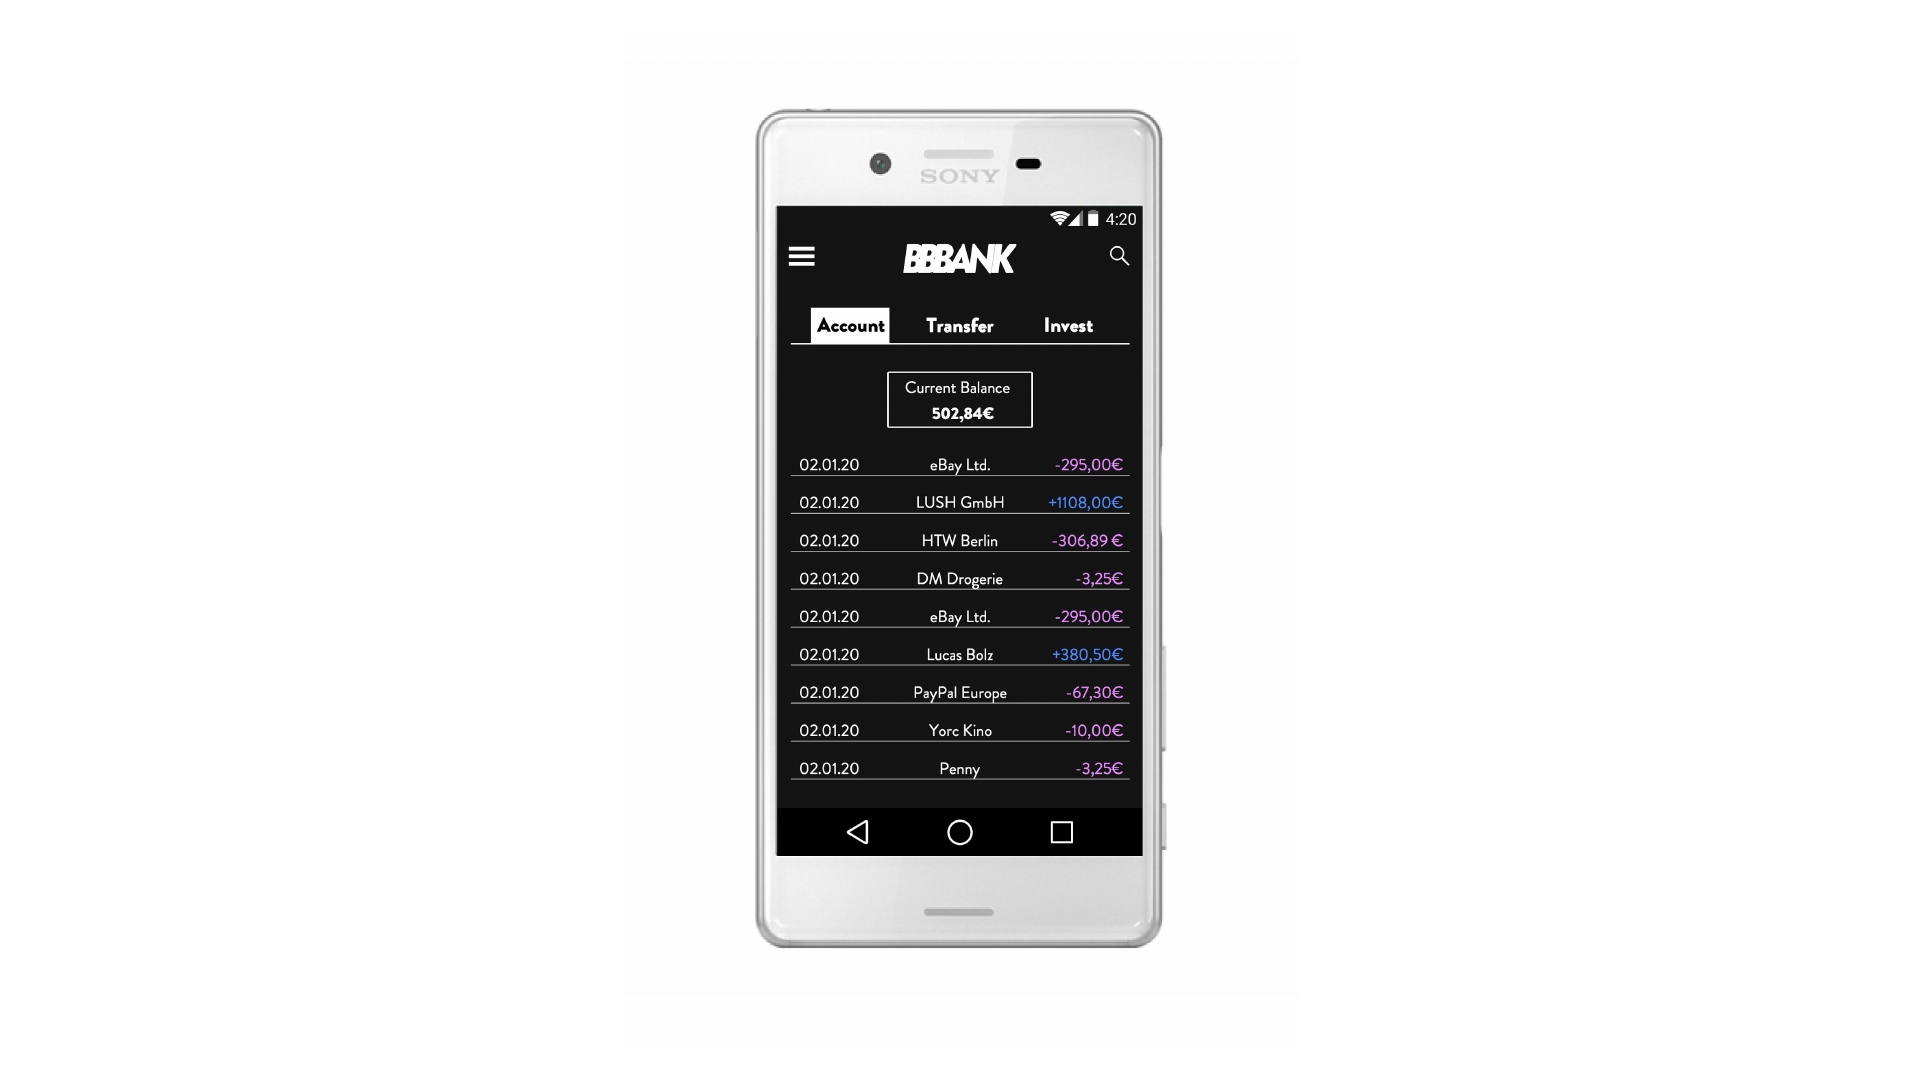 SONY
4:20
BBBANK
Account Transfer Invest
Current Balance
502,84€
02.01.20 eBay Ltd. -295,00€
02.01.20 LUSH GmbH +1108,00€
02.01.20 HTW Berlin -306,89 €
02.01.20 DM Drogerie -3,25€
02.01.20 eBay Ltd. -295,00€
02.01.20 Lucas Bolz +380,50€
02.01.20 PayPal Europe -67,30€
02.01.20 Yorc Kino -10,00€
02.01.20 Penny -3,25€